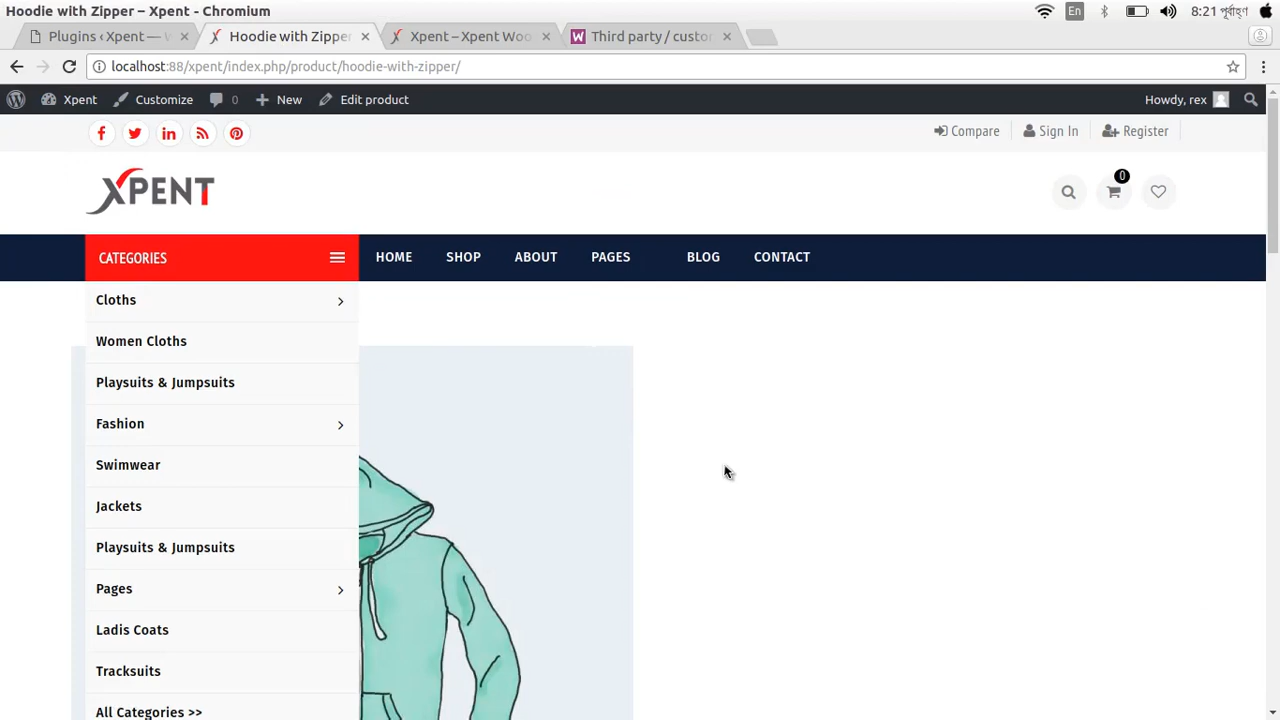 Hoodie with Zipper – Xpent - Chromium
En
8:21 পূর্বাহ্ণ
Plugins ‹ Xpent — W
Hoodie with Zipper
Xpent – Xpent Woo
Third party / custom
localhost:88/xpent/index.php/product/hoodie-with-zipper/
Xpent
Customize
0
New
Edit product
Howdy, rex
Compare
Sign In
Register
XPENT
0
CATEGORIES
HOME
SHOP
ABOUT
PAGES
BLOG
CONTACT
Cloths
Women Cloths
Playsuits & Jumpsuits
Fashion
Swimwear
Jackets
Playsuits & Jumpsuits
Pages
Ladis Coats
Tracksuits
All Categories >>